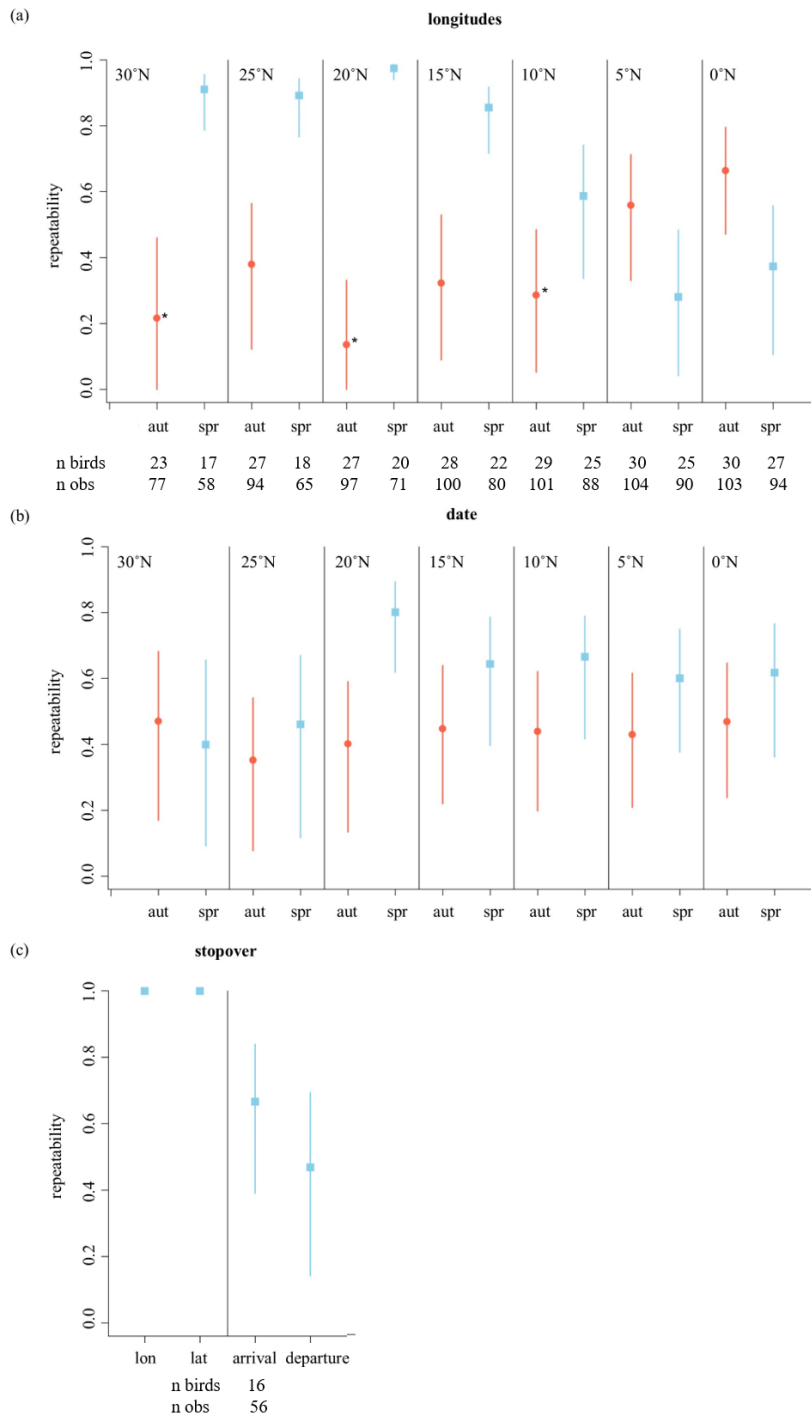 (a)
longitudes
30°N 25°N 20°N 15°N 10°N 5°N 0°N
1.0
0.8
0.6
0.4
0.2
0.0
repeatability
* * *
aut spr aut spr aut spr aut spr aut spr aut spr aut spr
n birds 23 17 27 18 27 20 28 22 29 25 30 25 30 27
n obs 77 58 94 65 97 71 100 80 101 88 104 90 103 94
(b)
date
30°N 25°N 20°N 15°N 10°N 5°N 0°N
1.0
0.8
0.6
0.4
0.2
0.0
repeatability
aut spr aut spr aut spr aut spr aut spr aut spr aut spr
(c)
stopover
1.0
0.8
0.6
0.4
0.2
0.0
repeatability
lon lat arrival departure
n birds 16
n obs 56